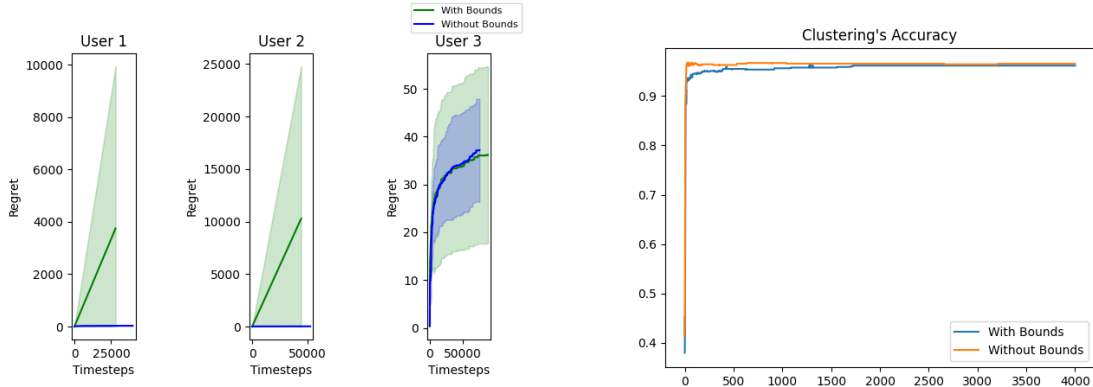 With Bounds
Without Bounds
User 1
User 2
User 3
10000
8000
6000
4000
2000
0
Regret
0 25000
Timesteps
25000
20000
15000
10000
5000
0
Regret
0 50000
Timesteps
50
40
30
20
10
0
Regret
0 50000
Timesteps
Clustering's Accuracy
0.9
0.8
0.7
0.6
0.5
0.4
With Bounds
Without Bounds
0 500 1000 1500 2000 2500 3000 3500 4000